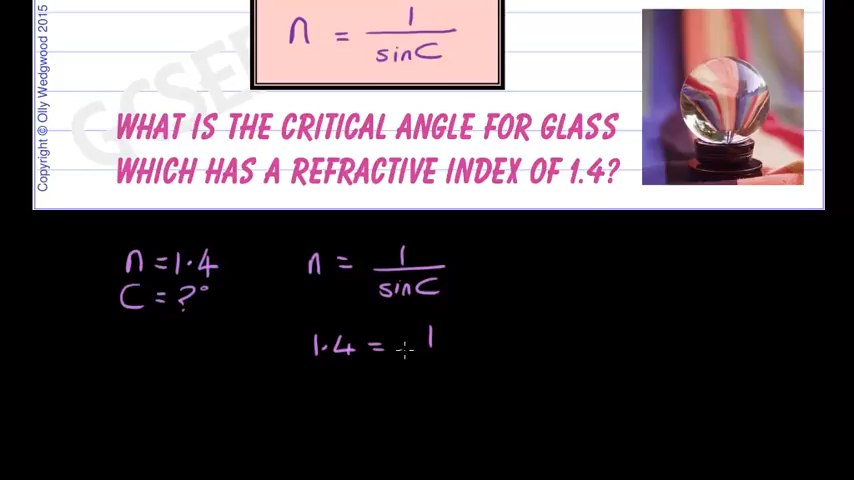 Copyright © Olly Wedgwood 2015
n = 1/sinC
WHAT IS THE CRITICAL ANGLE FOR GLASS
WHICH HAS A REFRACTIVE INDEX OF 1.4?
n = 1.4
C = ?°
n = 1/sinC
1.4 = 1